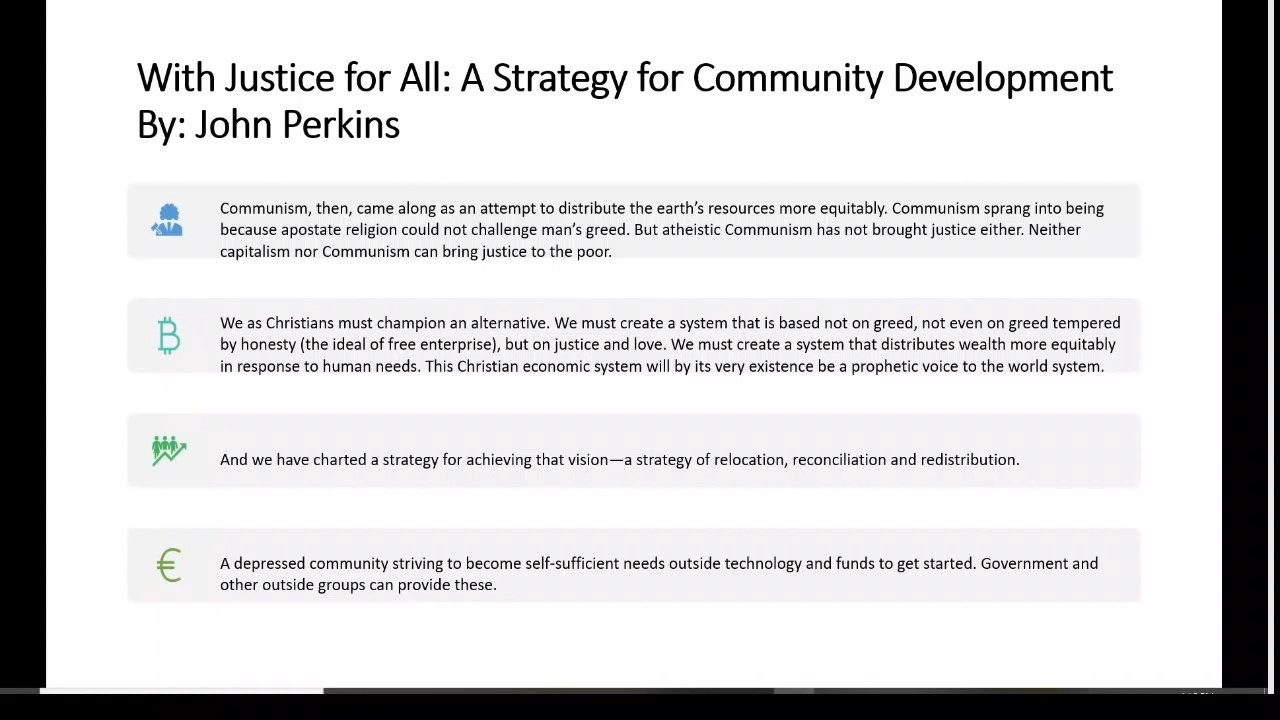 With Justice for All: A Strategy for Community Development
By: John Perkins
Communism, then, came along as an attempt to distribute the earth’s resources more equitably. Communism sprang into being
because apostate religion could not challenge man’s greed. But atheistic Communism has not brought justice either. Neither
capitalism nor Communism can bring justice to the poor.
We as Christians must champion an alternative. We must create a system that is based not on greed, not even on greed tempered
by honesty (the ideal of free enterprise), but on justice and love. We must create a system that distributes wealth more equitably
in response to human needs. This Christian economic system will by its very existence be a prophetic voice to the world system.
And we have charted a strategy for achieving that vision—a strategy of relocation, reconciliation and redistribution.
A depressed community striving to become self-sufficient needs outside technology and funds to get started. Government and
other outside groups can provide these.